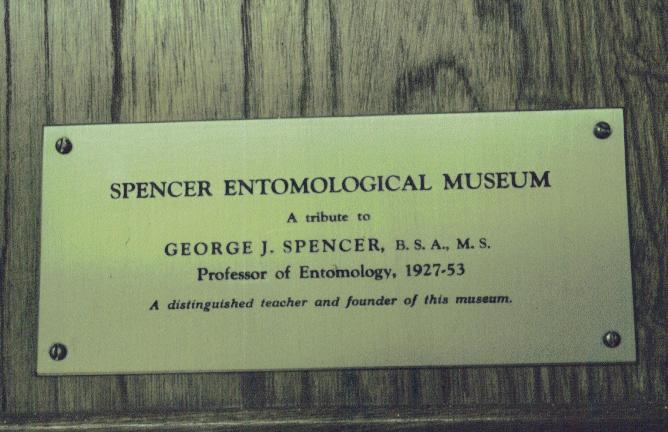 SPENCER ENTOMOLOGICAL MUSEUM
A tribute to
GEORGE J. SPENCER, B. S. A., M. S.
Professor of Entomology, 1927-53
A distinguished teacher and founder of this museum.